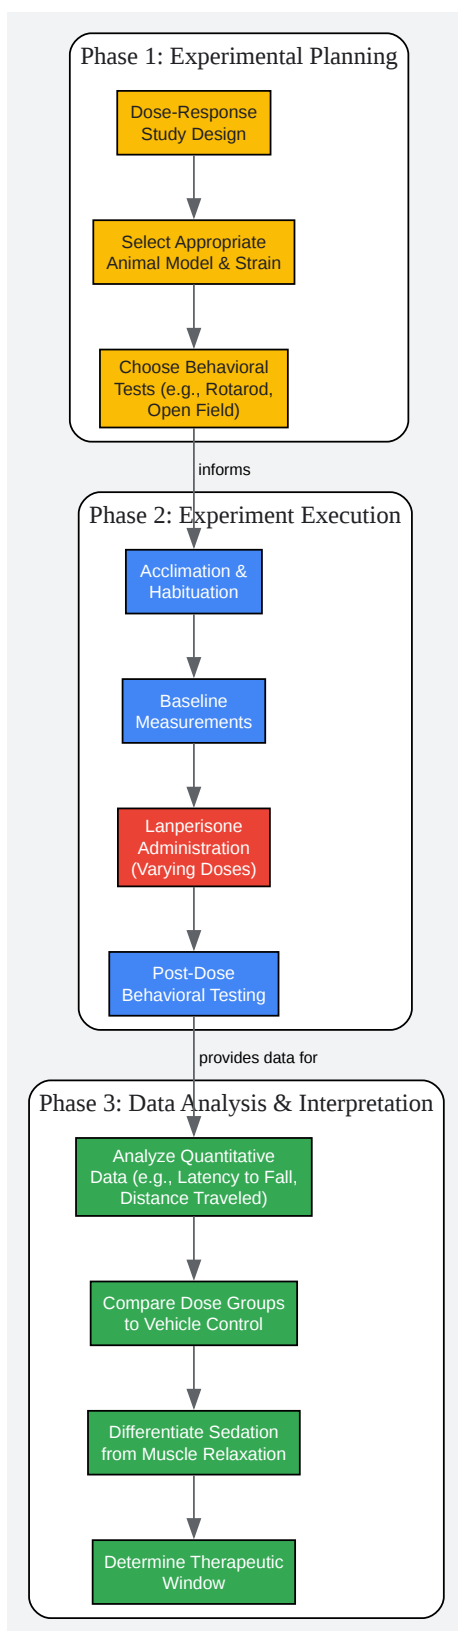 Phase 1: Experimental Planning
Dose-Response
Study Design
Select Appropriate
Animal Model & Strain
Choose Behavioral
Tests (e.g., Rotarod,
Open Field)
informs
Phase 2: Experiment Execution
Acclimation &
Habituation
Baseline
Measurements
Lanperisone
Administration
(Varying Doses)
Post-Dose
Behavioral Testing
provides data for
Phase 3: Data Analysis & Interpretation
Analyze Quantitative
Data (e.g., Latency to Fall,
Distance Traveled)
Compare Dose Groups
to Vehicle Control
Differentiate Sedation
from Muscle Relaxation
Determine Therapeutic
Window